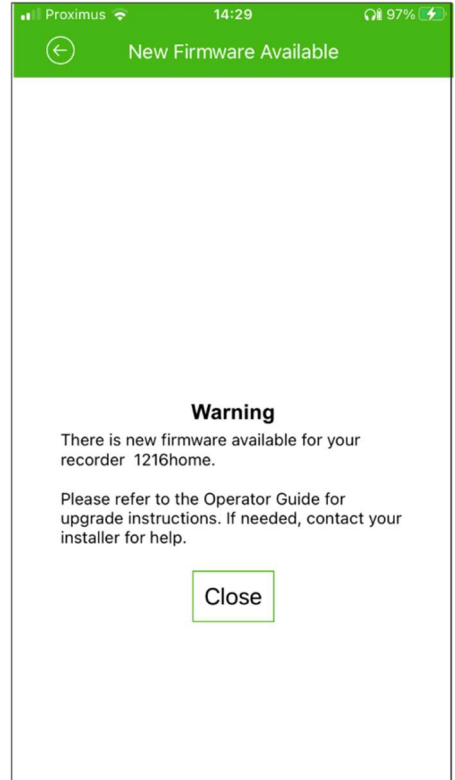 Proximus 14:29 97%
New Firmware Available
Warning
There is new firmware available for your
recorder 1216home.
Please refer to the Operator Guide for
upgrade instructions. If needed, contact your
installer for help.
Close